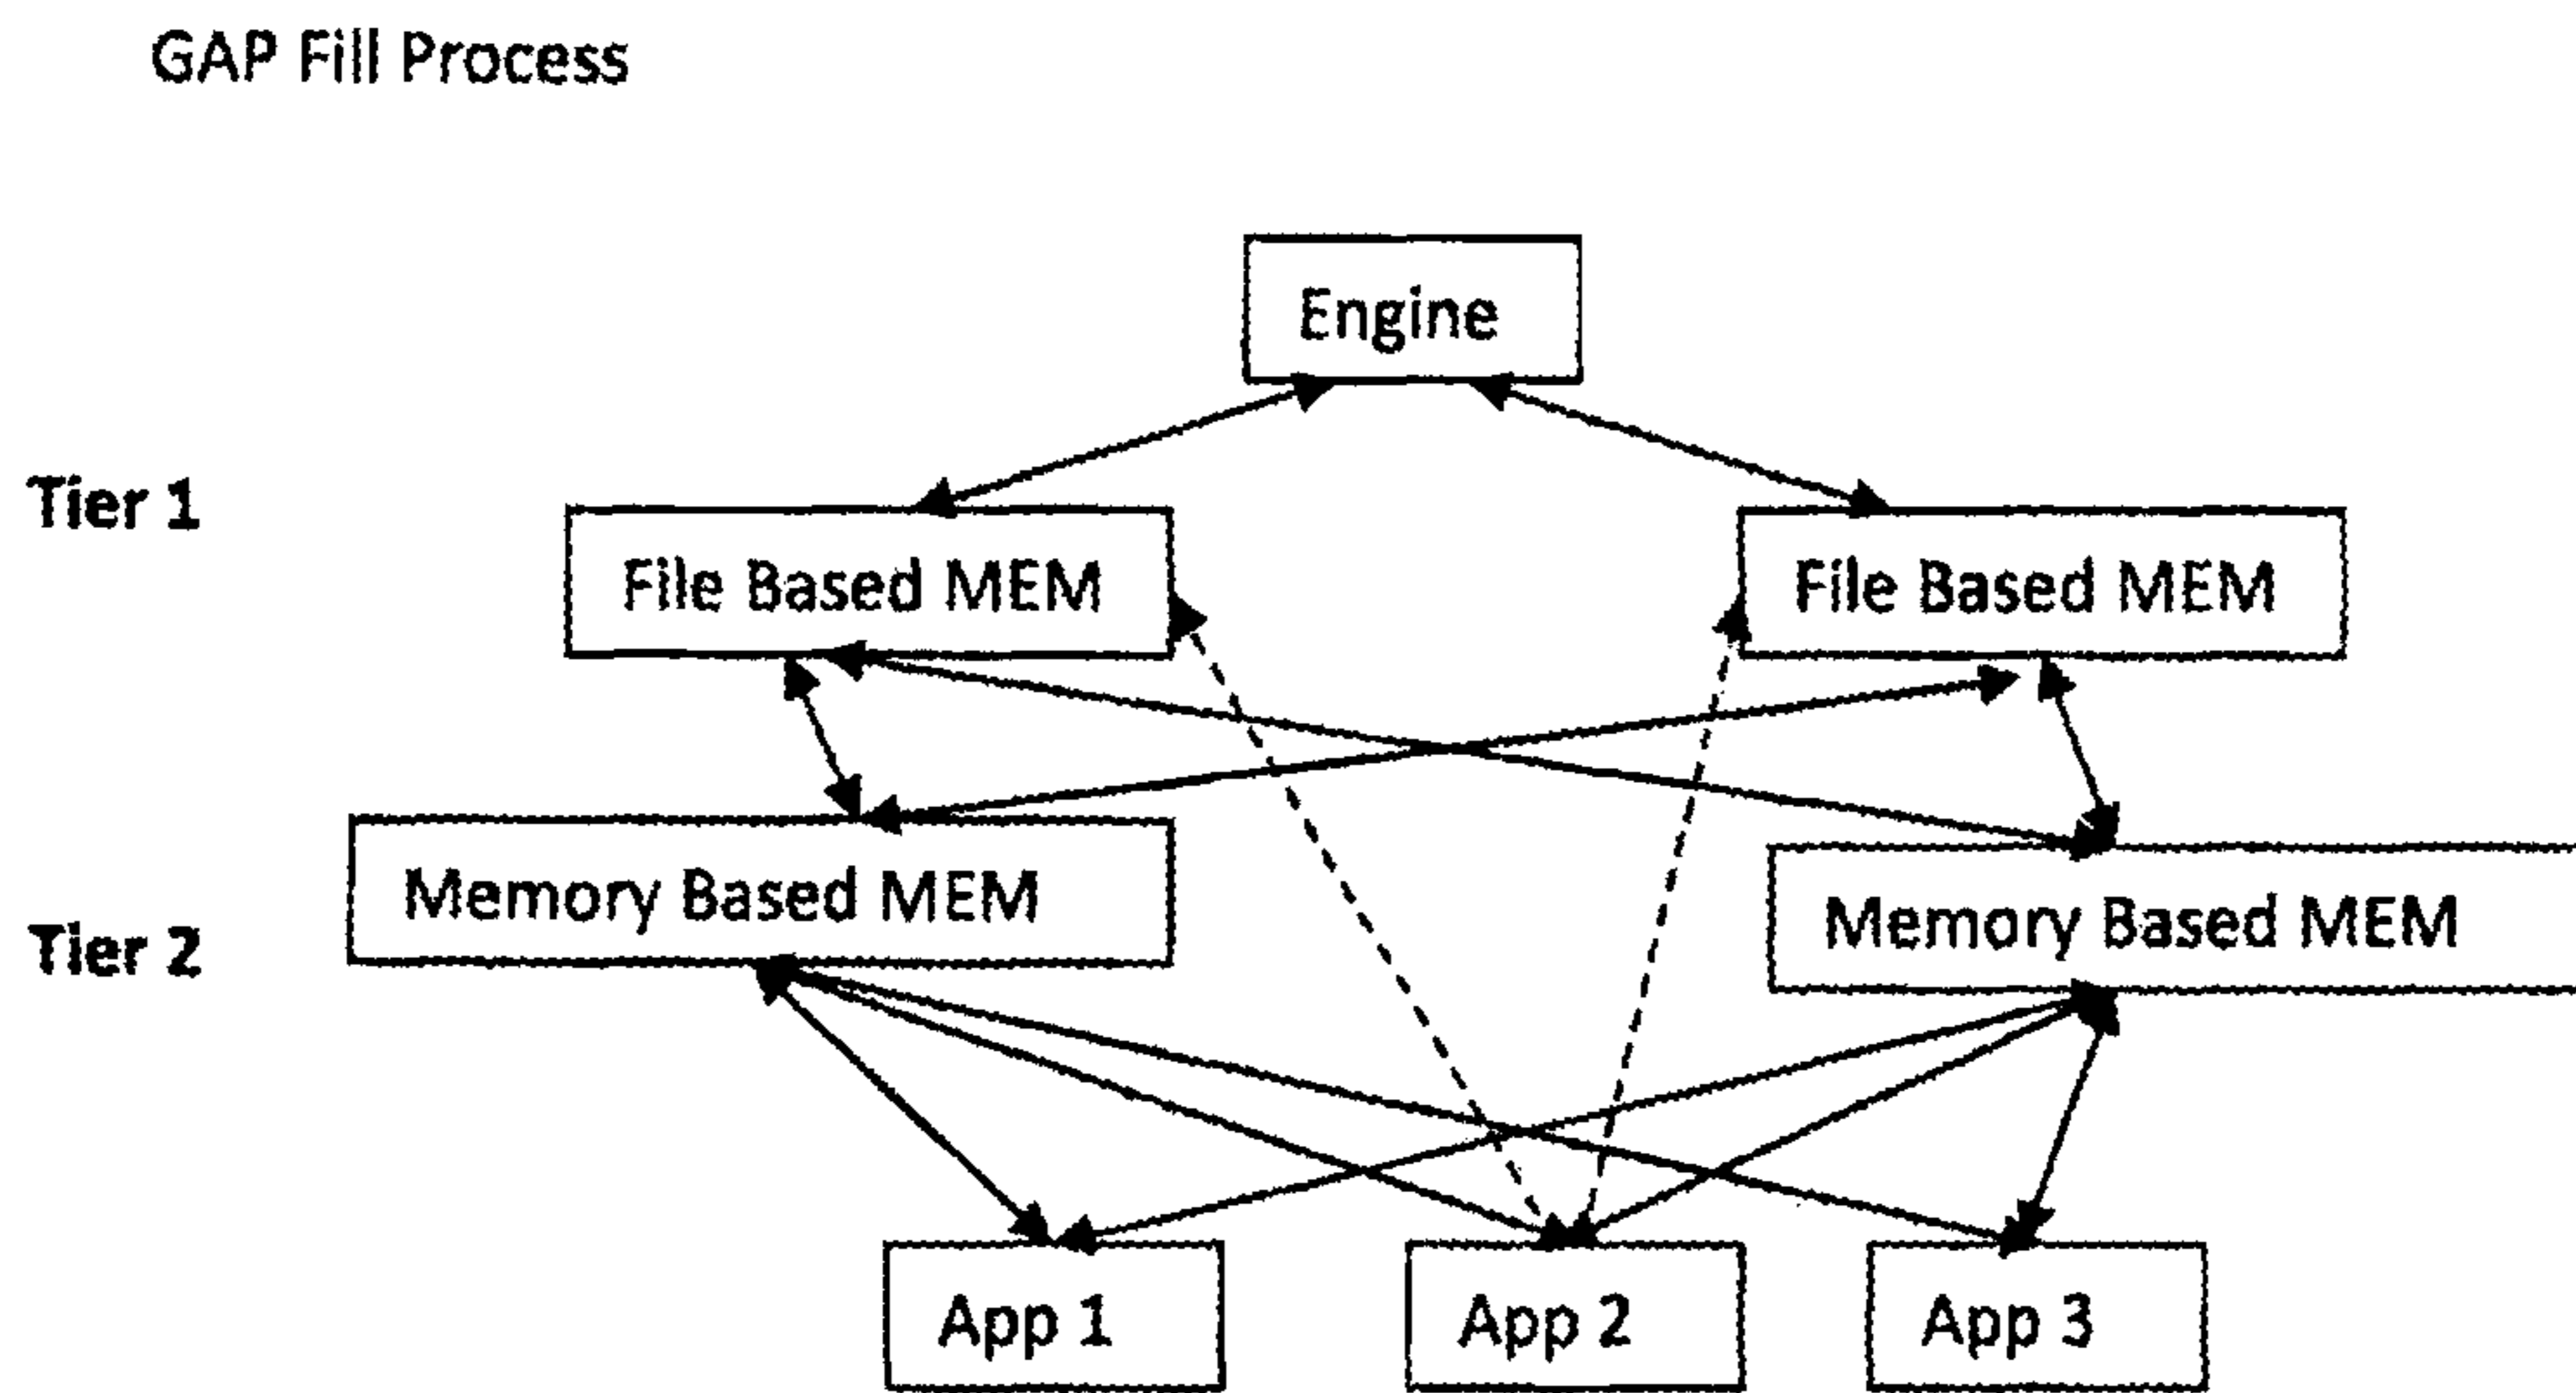 GAP Fill Process
Engine
Tier 1
File Based MEM
File Based MEM
Memory Based MEM
Memory Based MEM
Tier 2
App 1
App 2
App 3